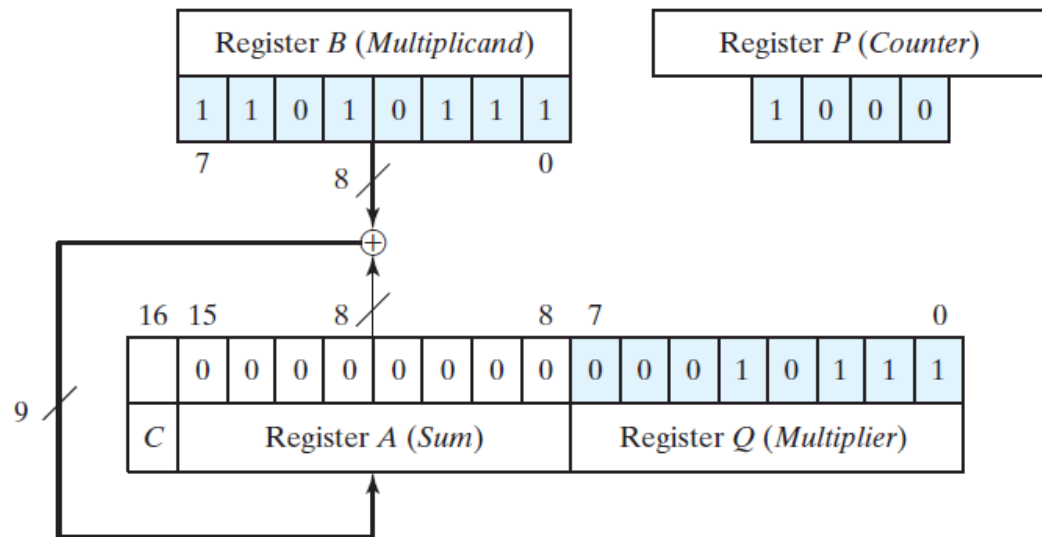 Register B (Multiplicand)
Register P (Counter)
1 1 0 1 0 1 1 1
1 0 0 0
7 8 0
16 15 8 8 7 0
0 0 0 0 0 0 0 0 0 0 0 1 0 1 1 1
9
C Register A (Sum) Register Q (Multiplier)